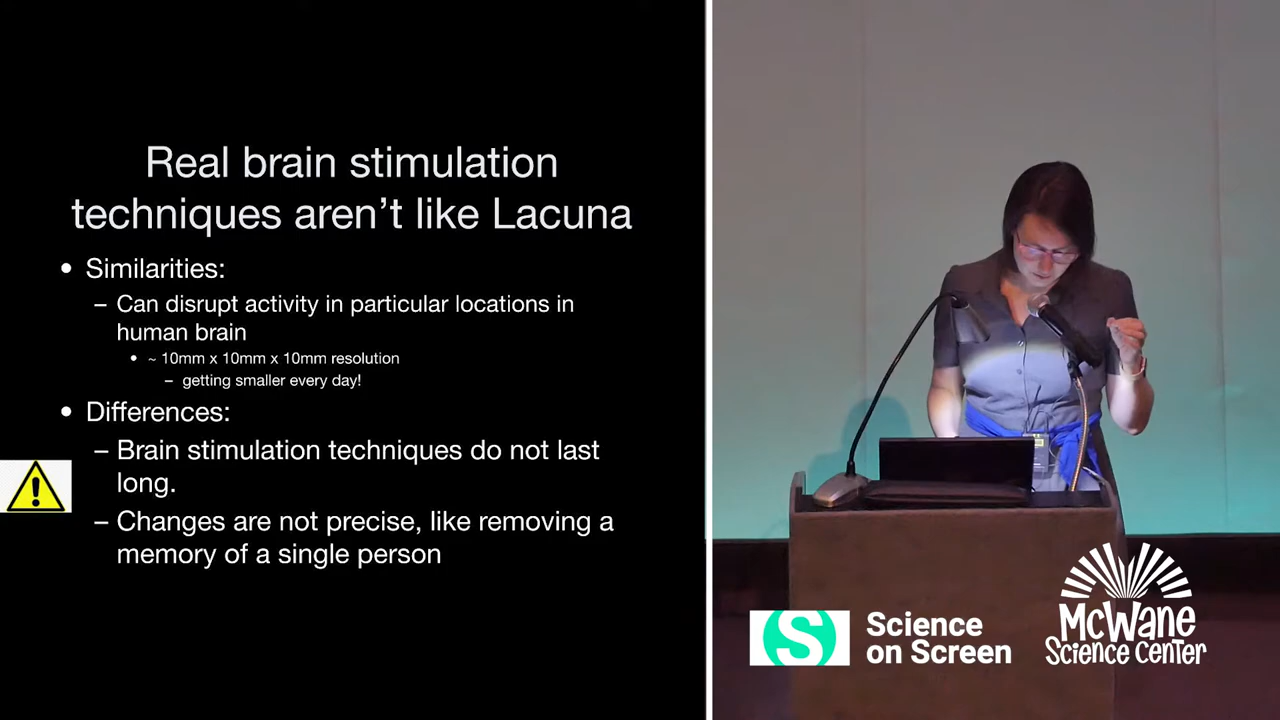 Real brain stimulation
techniques aren’t like Lacuna
• Similarities:
– Can disrupt activity in particular locations in
human brain
• ~ 10mm x 10mm x 10mm resolution
– getting smaller every day!
• Differences:
– Brain stimulation techniques do not last
long.
– Changes are not precise, like removing a
memory of a single person
S
Science
on Screen
McWane
Science Center